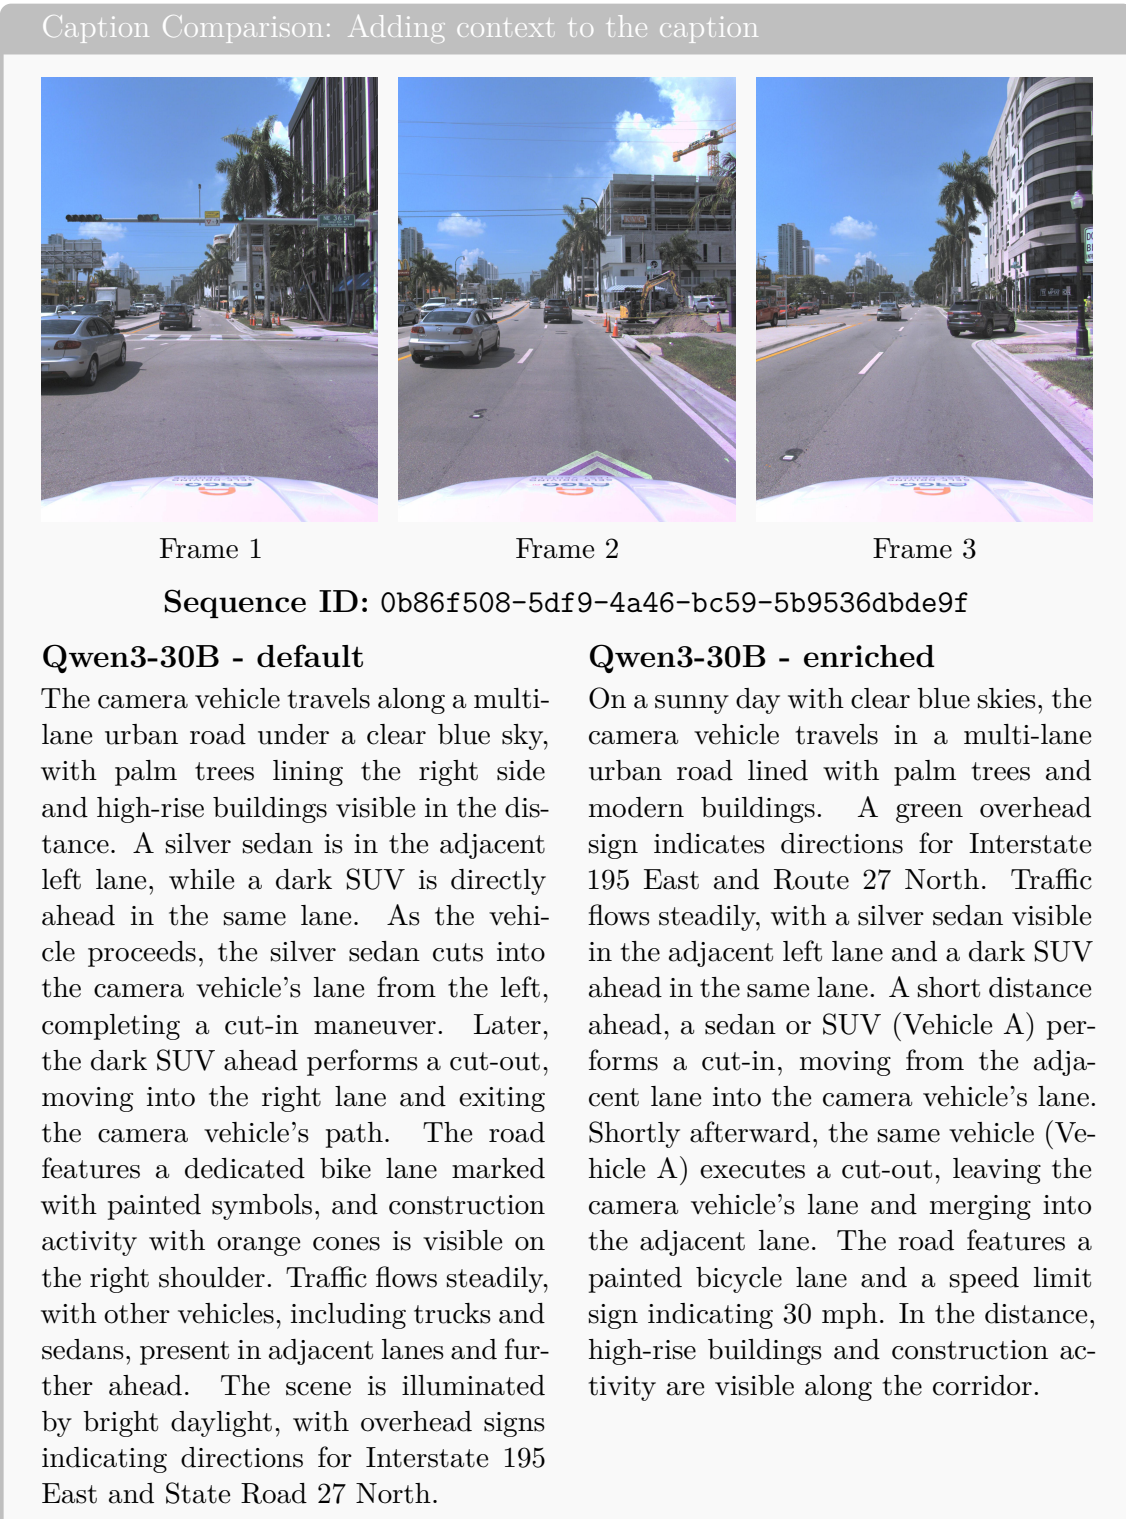 Caption Comparison: Adding context to the caption
NE 36 ST
Frame 1
Frame 2
Frame 3
Sequence ID: 0b86f508-5df9-4a46-bc59-5b9536dbde9f
Qwen3-30B - default
The camera vehicle travels along a multi-
lane urban road under a clear blue sky,
with palm trees lining the right side
and high-rise buildings visible in the dis-
tance. A silver sedan is in the adjacent
left lane, while a dark SUV is directly
ahead in the same lane. As the vehi-
cle proceeds, the silver sedan cuts into
the camera vehicle's lane from the left,
completing a cut-in maneuver. Later,
the dark SUV ahead performs a cut-out,
moving into the right lane and exiting
the camera vehicle's path. The road
features a dedicated bike lane marked
with painted symbols, and construction
activity with orange cones is visible on
the right shoulder. Traffic flows steadily,
with other vehicles, including trucks and
sedans, present in adjacent lanes and fur-
ther ahead. The scene is illuminated
by bright daylight, with overhead signs
indicating directions for Interstate 195
East and State Road 27 North.
Qwen3-30B - enriched
On a sunny day with clear blue skies, the
camera vehicle travels in a multi-lane
urban road lined with palm trees and
modern buildings. A green overhead
sign indicates directions for Interstate
195 East and Route 27 North. Traffic
flows steadily, with a silver sedan visible
in the adjacent left lane and a dark SUV
ahead in the same lane. A short distance
ahead, a sedan or SUV (Vehicle A) per-
forms a cut-in, moving from the adja-
cent lane into the camera vehicle's lane.
Shortly afterward, the same vehicle (Ve-
hicle A) executes a cut-out, leaving the
camera vehicle's lane and merging into
the adjacent lane. The road features a
painted bicycle lane and a speed limit
sign indicating 30 mph. In the distance,
high-rise buildings and construction ac-
tivity are visible along the corridor.